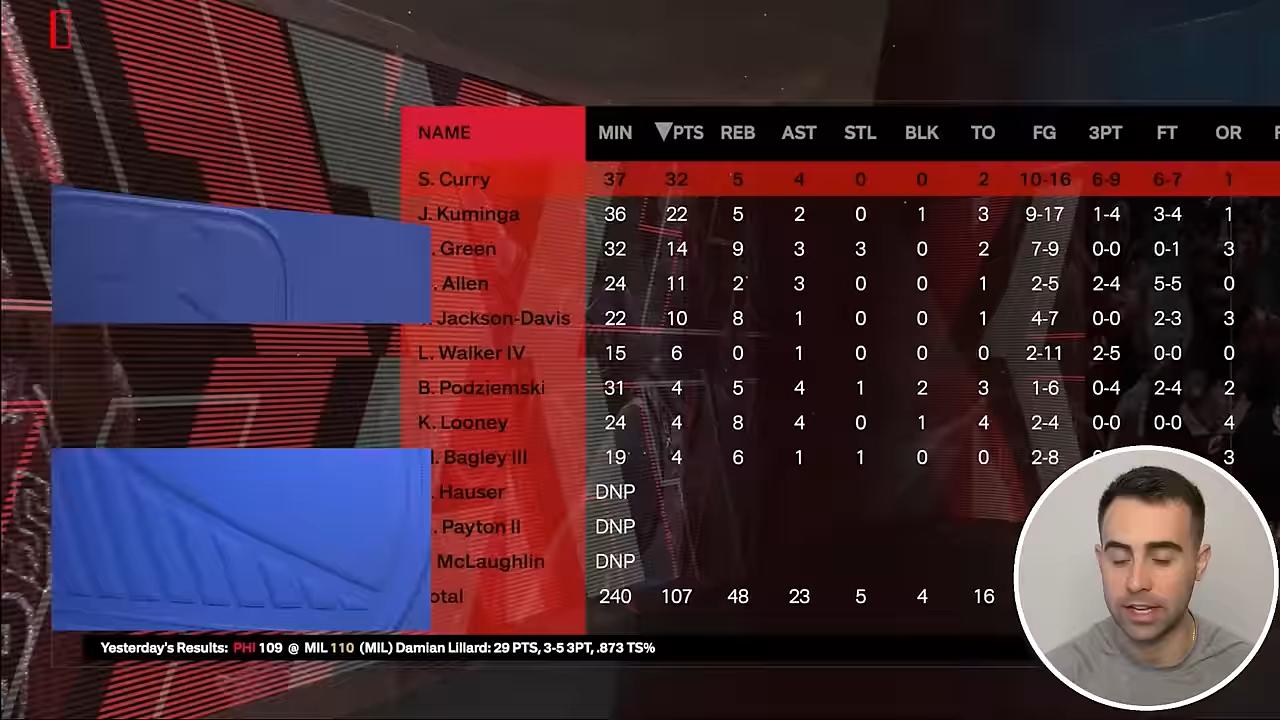 NAME MIN ▼PTS REB AST STL BLK TO FG 3PT FT OR
S. Curry 37 32 5 4 0 0 2 10-16 6-9 6-7 1
J. Kuminga 36 22 5 2 0 1 3 9-17 1-4 3-4 1
. Green 32 14 9 3 3 0 2 7-9 0-0 0-1 3
. Allen 24 11 2 3 0 0 1 2-5 2-4 5-5 0
. Jackson-Davis 22 10 8 1 0 0 1 4-7 0-0 2-3 3
L. Walker IV 15 6 0 1 0 0 0 2-11 2-5 0-0 0
B. Podziemski 31 4 5 4 1 2 3 1-6 0-4 2-4 2
K. Looney 24 4 8 4 0 1 4 2-4 0-0 0-0 4
. Bagley III 19 4 6 1 1 0 0 2-8 3
. Hauser DNP
. Payton II DNP
McLaughlin DNP
otal 240 107 48 23 5 4 16
Yesterday's Results: PHI 109 @ MIL 110 (MIL) Damian Lillard: 29 PTS, 3-5 3PT, .873 TS%